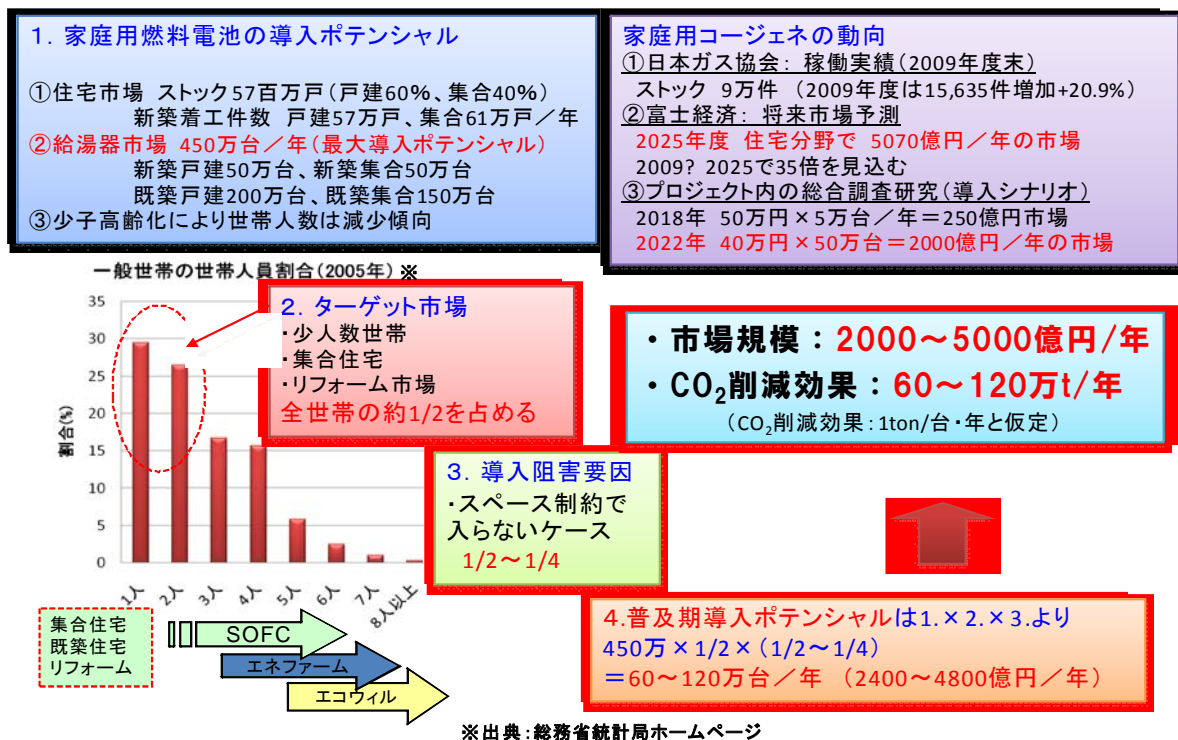 1. 家庭用燃料電池の導入ポテンシャル
①住宅市場 ストック57百万戸(戸建60%、集合40%)
新築着工件数 戸建57万戸、集合61万戸/年
②給湯器市場 450万台/年(最大導入ポテンシャル)
新築戸建50万台、新築集合50万台
既築戸建200万台、既築集合150万台
③少子高齢化により世帯人数は減少傾向
家庭用コージェネの動向
①日本ガス協会: 稼働実績(2009年度末)
ストック 9万件 (2009年度は15,635件増加+20.9%)
②富士経済: 将来市場予測
2025年度 住宅分野で 5070億円/年の市場
2009? 2025で35倍を見込む
③プロジェクト内の総合調査研究(導入シナリオ)
2018年 50万円×5万台/年=250億円市場
2022年 40万円×50万台=2000億円/年の市場
一般世帯の世帯人員割合(2005年) ※
割合(%)
35
30
25
20
15
10
5
0
1人
2人
3人
4人
5人
6人
7人
8人以上
2. ターゲット市場
・少人数世帯
・集合住宅
・リフォーム市場
全世帯の約1/2を占める
・市場規模:2000~5000億円/年
・CO₂削減効果:60~120万t/年
(CO₂削減効果:1ton/台・年と仮定)
3. 導入阻害要因
・スペース制約で
入らないケース
1/2~1/4
集合住宅
既築住宅
リフォーム
SOFC
エネファーム
エコウィル
4.普及期導入ポテンシャルは1.×2.×3.より
450万×1/2×(1/2~1/4)
=60~120万台/年 (2400~4800億円/年)
※出典:総務省統計局ホームページ